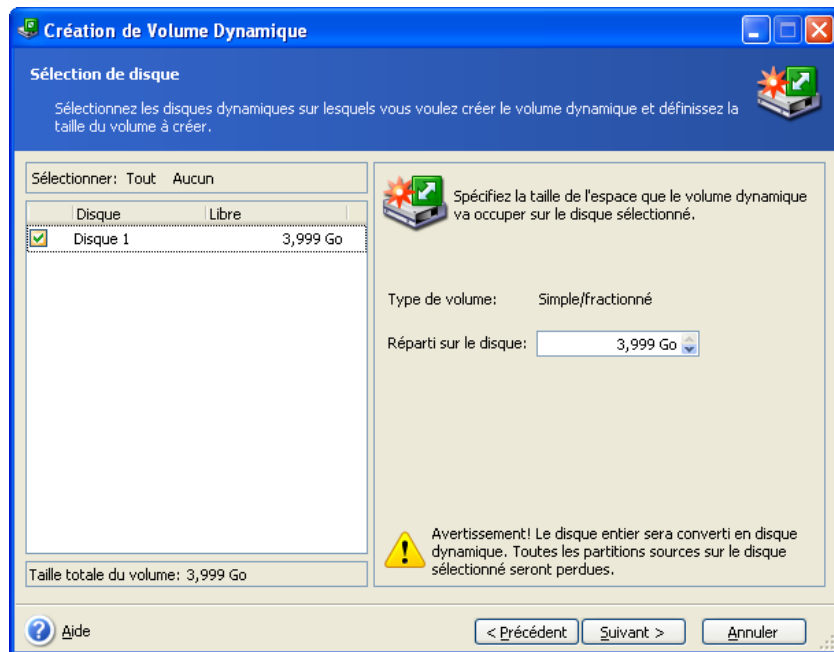 Création de Volume Dynamique
Sélection de disque
Sélectionnez les disques dynamiques sur lesquels vous voulez créer le volume dynamique et définissez la
taille du volume à créer.
Sélectionner: Tout Aucun
Disque Libre
Disque 1 3,999 Go
Taille totale du volume: 3,999 Go
Spécifiez la taille de l'espace que le volume dynamique
va occuper sur le disque sélectionné.
Type de volume: Simple/fractionné
Réparti sur le disque: 3,999 Go
Avertissement! Le disque entier sera converti en disque
dynamique. Toutes les partitions sources sur le disque
sélectionné seront perdues.
Aide
< Précédent Suivant > Annuler